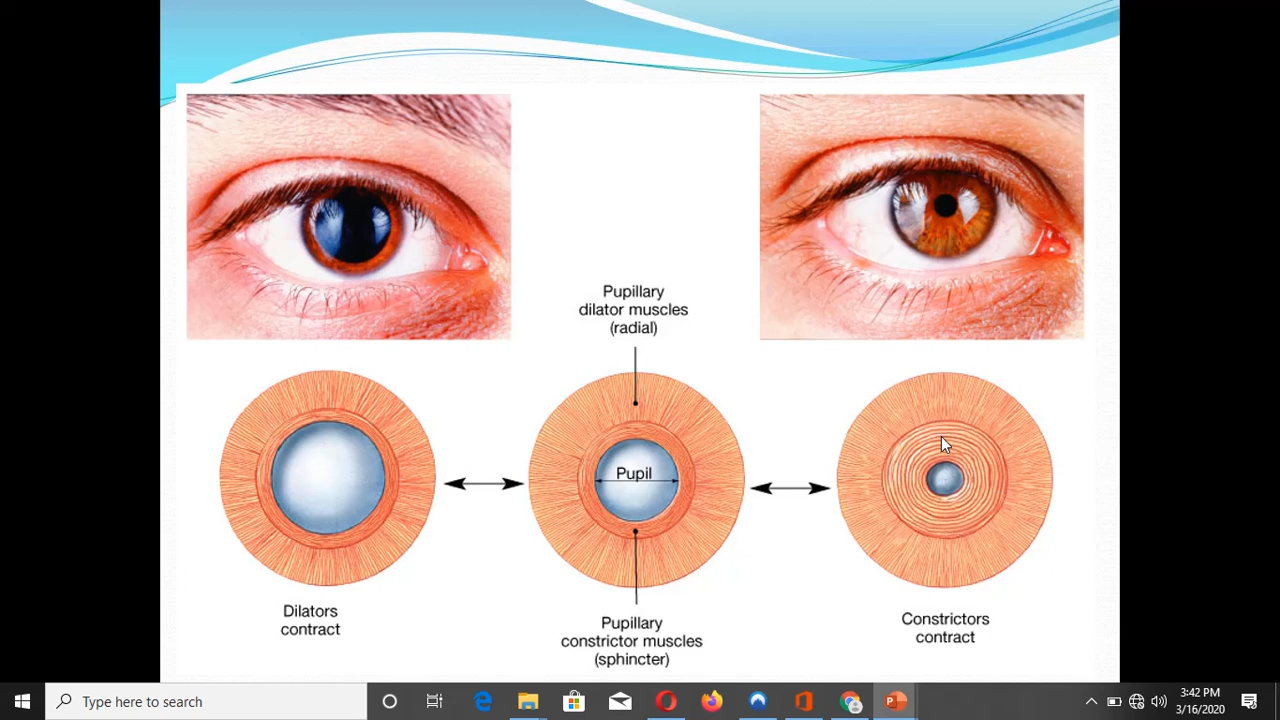 Pupillary
dilator muscles
(radial)
Pupil
Dilators
contract
Pupillary
constrictor muscles
(sphincter)
Constrictors
contract
Type here to search
3:42 PM
3/16/2020